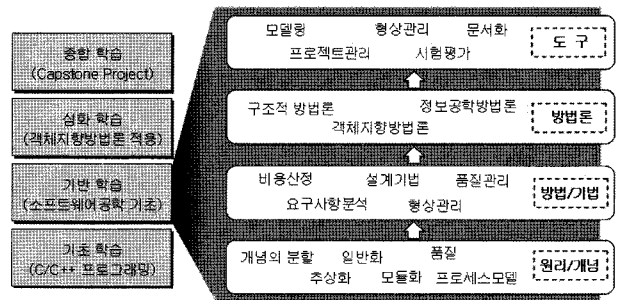 종합 학습
(Capstone Project)
심화 학습
(객체지향방법론 적용)
기반 학습
(소프트웨어공학 기초)
기초 학습
(C/C++ 프로그래밍)
모델링 형상관리 문서화
프로젝트관리 시험평가
도 구
구조적 방법론 정보공학방법론
객체지향방법론
방법론
비용산정 설계기법 품질관리
요구사항분석 형상관리
방법/기법
개념의 분할 일반화 품질
추상화 모듈화 프로세스모델
원리/개념